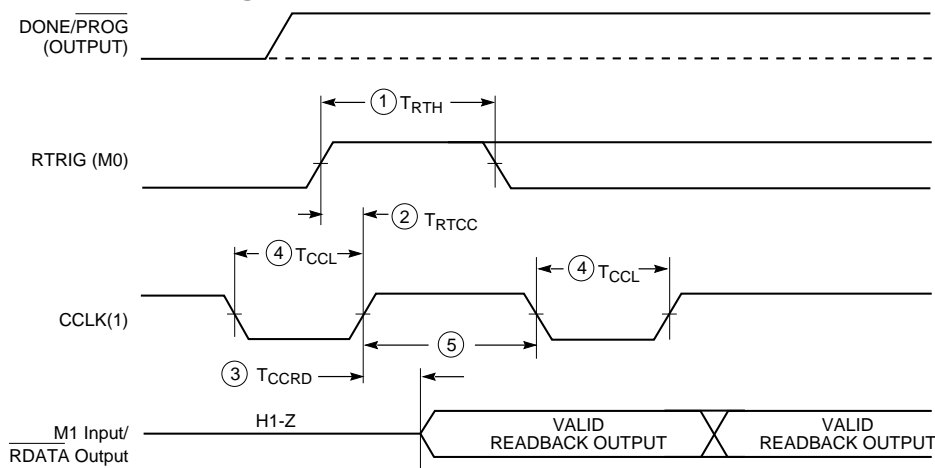 DONE/PROG
(OUTPUT)
1 TRTH
RTRIG (M0)
2 TRTCC
4 TCCL
4 TCCL
CCLK(1)
5
3 TCCRD
M1 Input/
RDATA Output
H1-Z
VALID
READBACK OUTPUT
VALID
READBACK OUTPUT